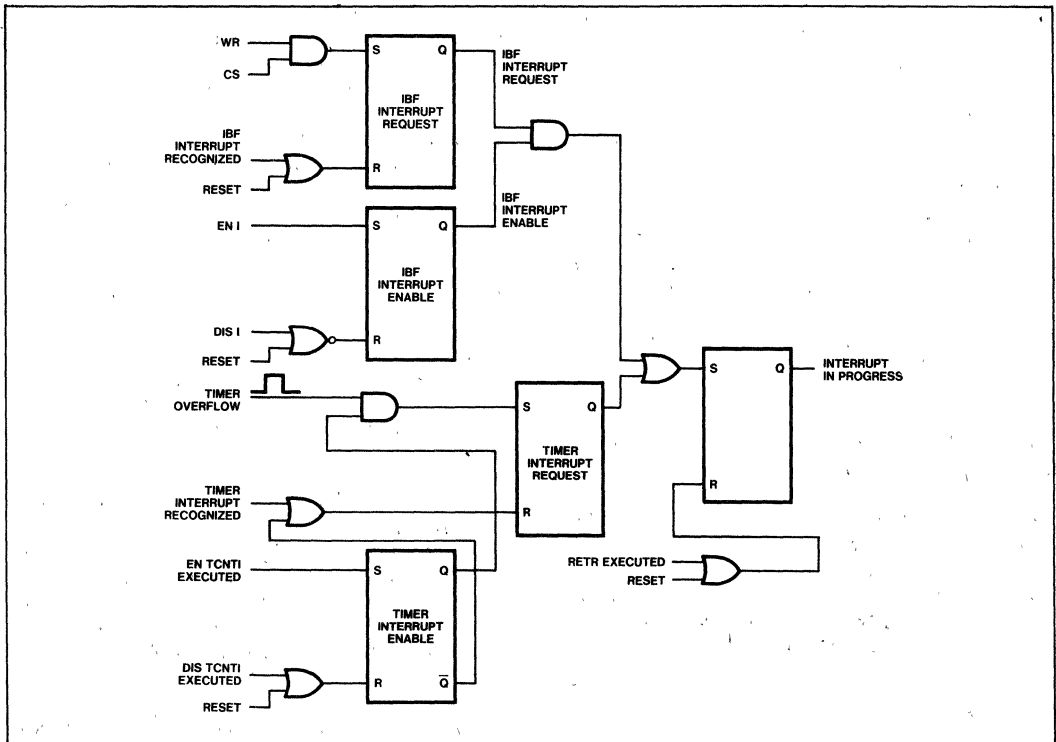 WR
CS
S
Q
IBF
INTERRUPT
REQUEST
R
IBF
INTERRUPT
REQUEST
IBF
INTERRUPT
RECOGNIZED
RESET
IBF
INTERRUPT
ENABLE
EN I
S
Q
IBF
INTERRUPT
ENABLE
DIS I
RESET
R
TIMER
OVERFLOW
S
Q
TIMER
INTERRUPT
REQUEST
R
S
Q
R
INTERRUPT
IN PROGRESS
TIMER
INTERRUPT
RECOGNIZED
EN TCNTI
EXECUTED
S
Q
TIMER
INTERRUPT
ENABLE
R
Q̅
RETR EXECUTED
RESET
DIS TCNTI
EXECUTED
RESET